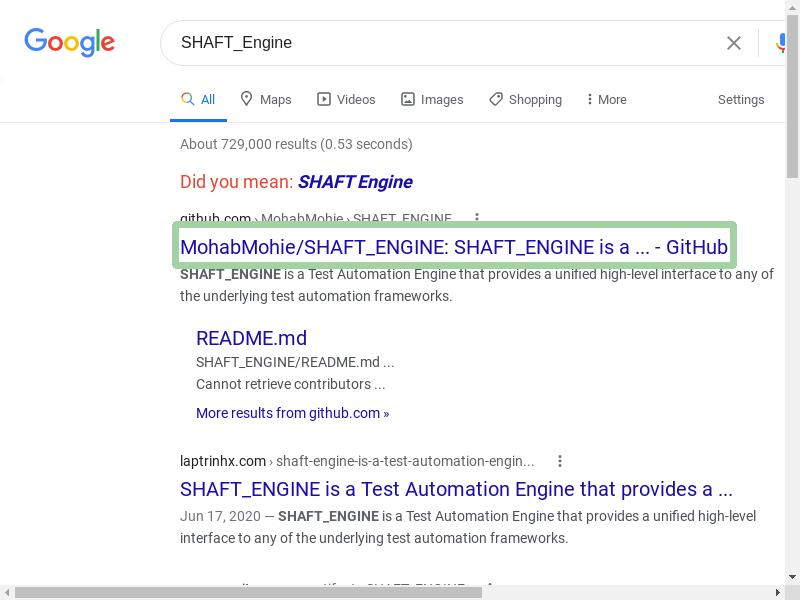 Google
SHAFT_Engine
All Maps Videos Images Shopping More Settings
About 729,000 results (0.53 seconds)
Did you mean: SHAFT Engine
github.com › MohabMohie › SHAFT_ENGINE
MohabMohie/SHAFT_ENGINE: SHAFT_ENGINE is a ... - GitHub
SHAFT_ENGINE is a Test Automation Engine that provides a unified high-level interface to any of
the underlying test automation frameworks.
README.md
SHAFT_ENGINE/README.md ...
Cannot retrieve contributors ...
More results from github.com »
laptrinhx.com › shaft-engine-is-a-test-automation-engin...
SHAFT_ENGINE is a Test Automation Engine that provides a ...
Jun 17, 2020 — SHAFT_ENGINE is a Test Automation Engine that provides a unified high-level
interface to any of the underlying test automation frameworks.